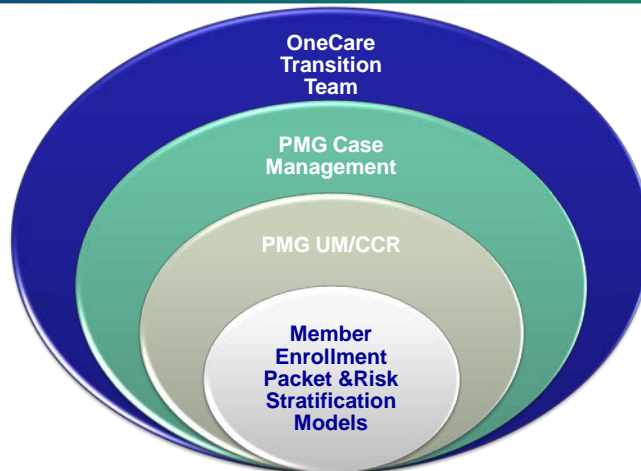 OneCare
Transition
Team
PMG Case
Management
PMG UM/CCR
Member
Enrollment
Packet &Risk
Stratification
Models